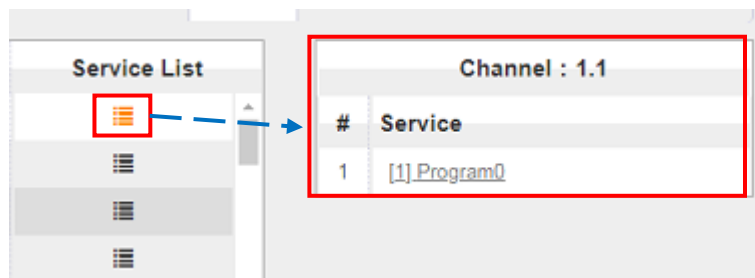 Service List
Channel : 1.1
# Service
1 [1] Program0